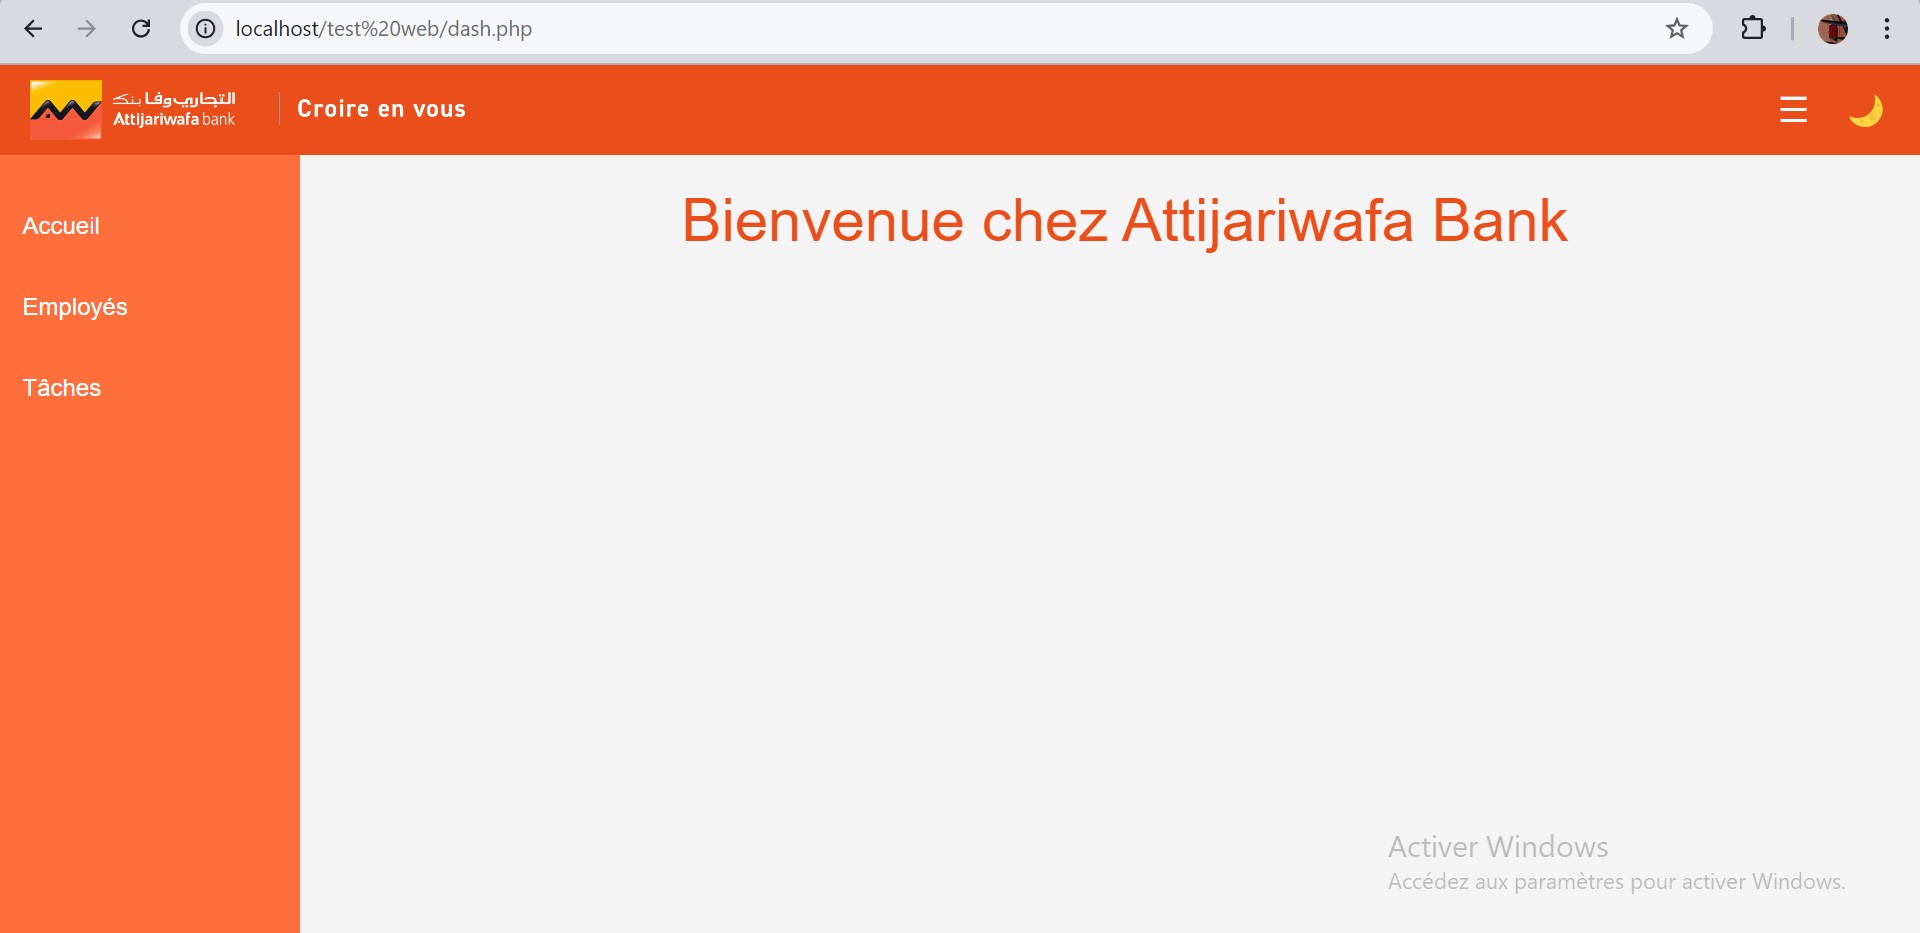 localhost/test%20web/dash.php
التجاري وفا بنك
Attijariwafa bank
Croire en vous
Bienvenue chez Attijariwafa Bank
Accueil
Employés
Tâches
Activer Windows
Accédez aux paramètres pour activer Windows.